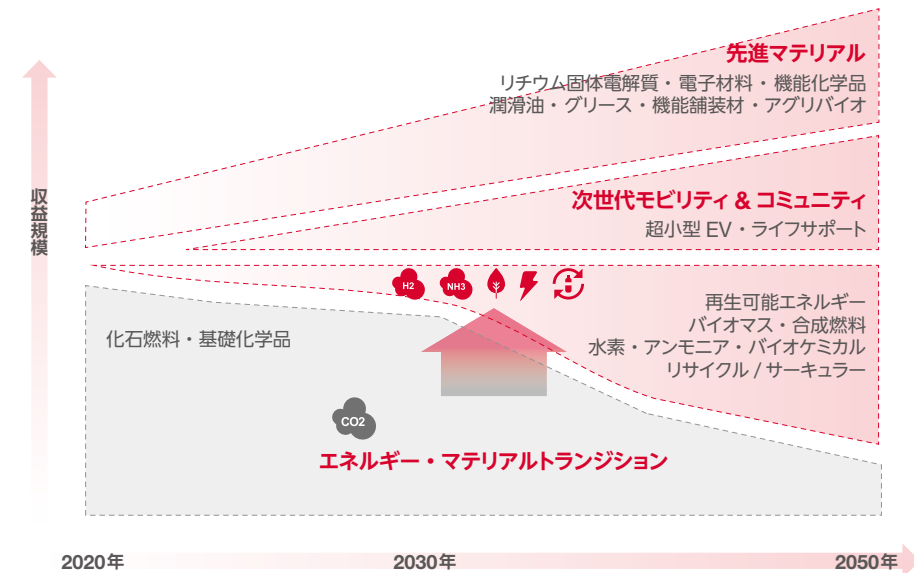 先進マテリアル
リチウム固体電解質・電子材料・機能化学品
潤滑油・グリース・機能舗装材・アグリバイオ
収益規模
次世代モビリティ & コミュニティ
超小型 EV・ライフサポート
H2
NH3
再生可能エネルギー
バイオマス・合成燃料
水素・アンモニア・バイオケミカル
リサイクル / サーキュラー
化石燃料・基礎化学品
CO2
エネルギー・マテリアルトランジション
2020年
2030年
2050年